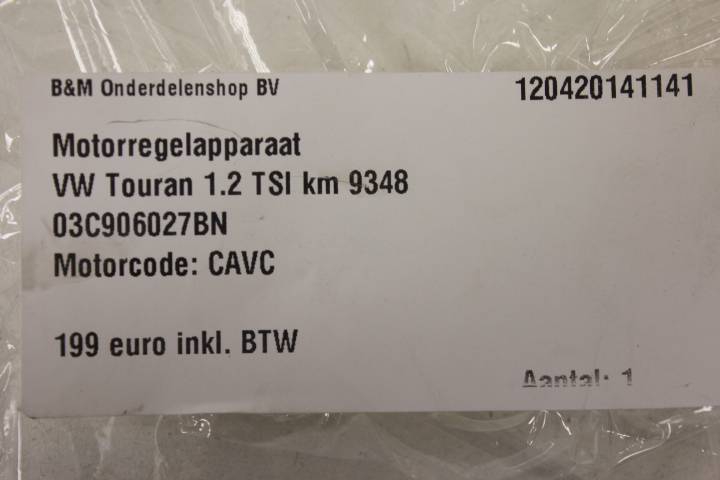 B&M Onderdelenshop BV
120420141141
Motorregelapparaat
VW Touran 1.2 TSI km 9348
03C906027BN
Motorcode: CAVC
199 euro inkl. BTW
Aantal: 1